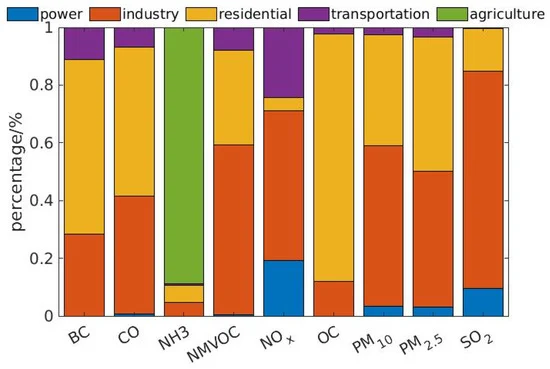 power industry residential transportation agriculture
1
0.8
0.6
0.4
0.2
0
percentage/%
BC CO NH3 NMVOC NOx OC PM10 PM2.5 SO2